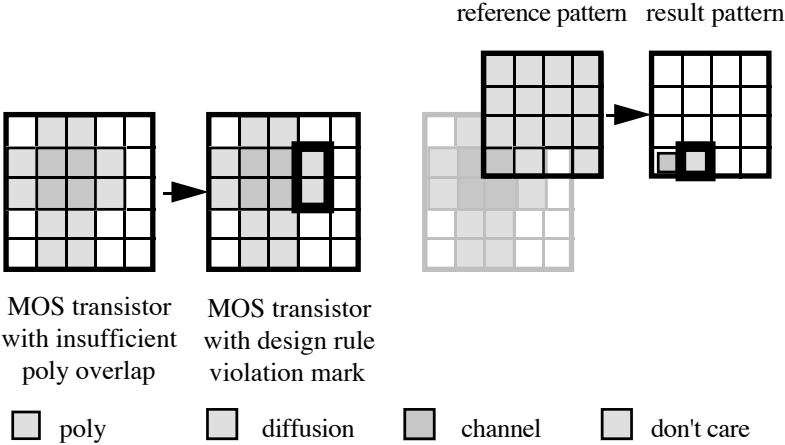 reference pattern
result pattern
MOS transistor
with insufficient
poly overlap
MOS transistor
with design rule
violation mark
poly
diffusion
channel
don't care